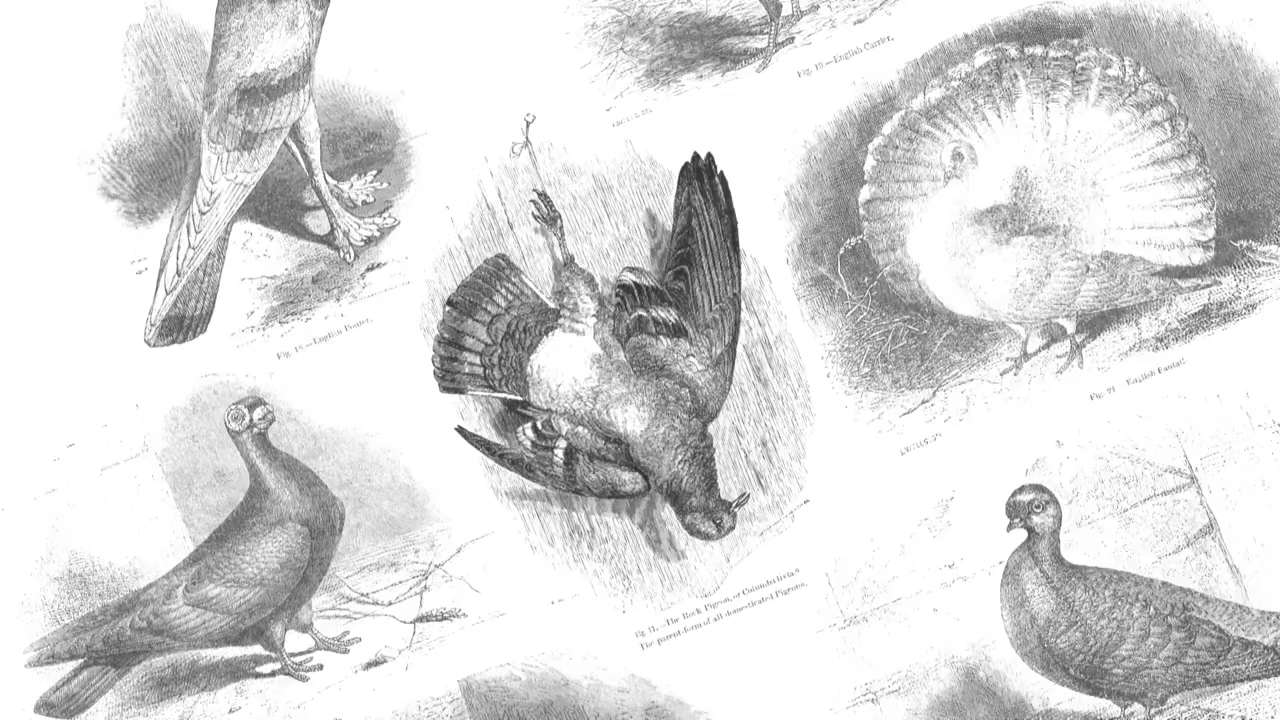 Fig. 19.—English Carrier.
Fig. 18.—English Pouter.
Fig. 21 English Fantail.
Fig. 17.—The Rock Pigeon, or Columba livia.
The parent-form of all domesticated Pigeons.